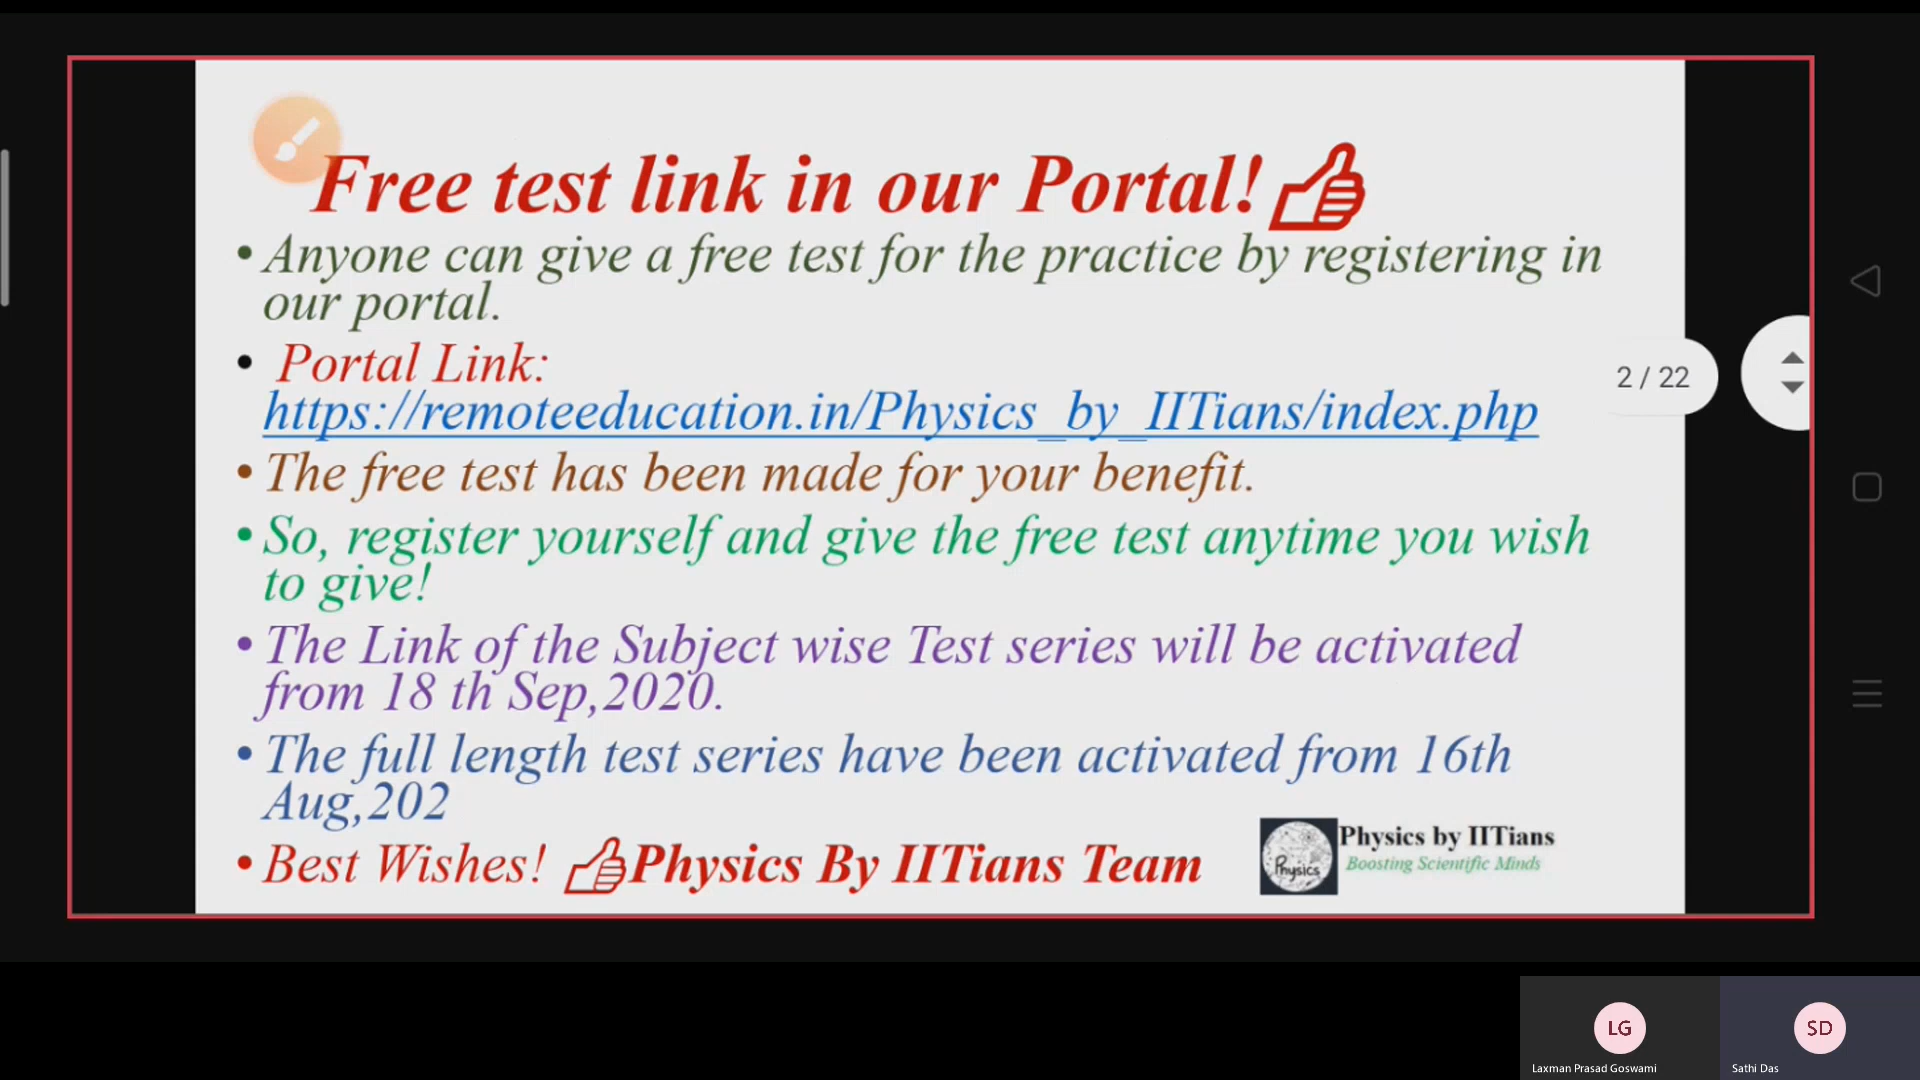 Free test link in our Portal!
• Anyone can give a free test for the practice by registering in
our portal.
• Portal Link:
https://remoteeducation.in/Physics_by_IITians/index.php
• The free test has been made for your benefit.
• So, register yourself and give the free test anytime you wish
to give!
• The Link of the Subject wise Test series will be activated
from 18 th Sep,2020.
• The full length test series have been activated from 16th
Aug,202
• Best Wishes! Physics By IITians Team
Physics
Physics by IITians
Boosting Scientific Minds
2 / 22
LG
Laxman Prasad Goswami
SD
Sathi Das